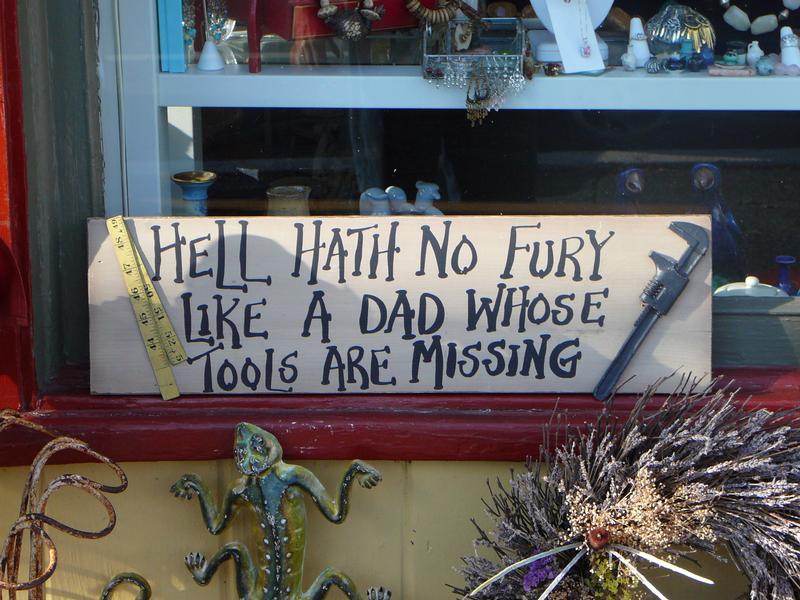 HELL HATH NO FURY
LIKE A DAD WHOSE
TOOLS ARE MISSING